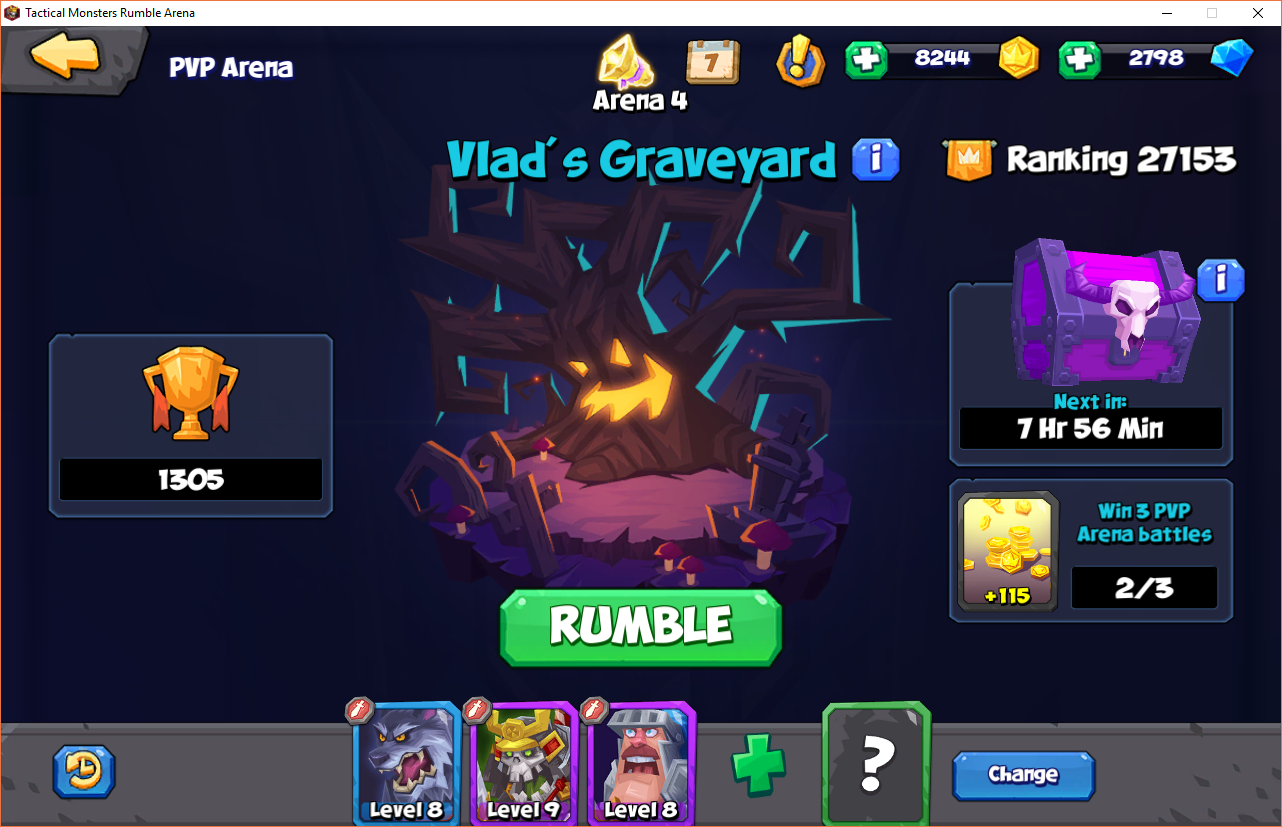 Tactical Monsters Rumble Arena
PVP Arena
7
8244
2798
Arena 4
Vlad´s Graveyard
i
Ranking 27153
i
Next in:
7 Hr 56 Min
1305
Win 3 PVP
Arena battles
+115
2/3
RUMBLE
Level 8
Level 9
Level 8
?
Change